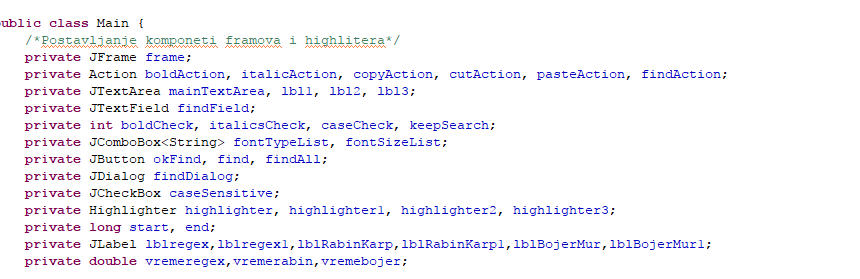 public class Main {
/*Postavljanje komponeti framova i highlitera*/
private JFrame frame;
private Action boldAction, italicAction, copyAction, cutAction, pasteAction, findAction;
private JTextArea mainTextArea, lbl1, lbl2, lbl3;
private JTextField findField;
private int boldCheck, italicsCheck, caseCheck, keepSearch;
private JComboBox<String> fontTypeList, fontSizeList;
private JButton okFind, find, findAll;
private JDialog findDialog;
private JCheckBox caseSensitive;
private Highlighter highlighter, highlighter1, highlighter2, highlighter3;
private long start, end;
private JLabel lblregex,lblregex1,lblRabinKarp,lblRabinKarp1,lblBojerMur,lblBojerMur1;
private double vremeregex,vremerabin,vremebojer;